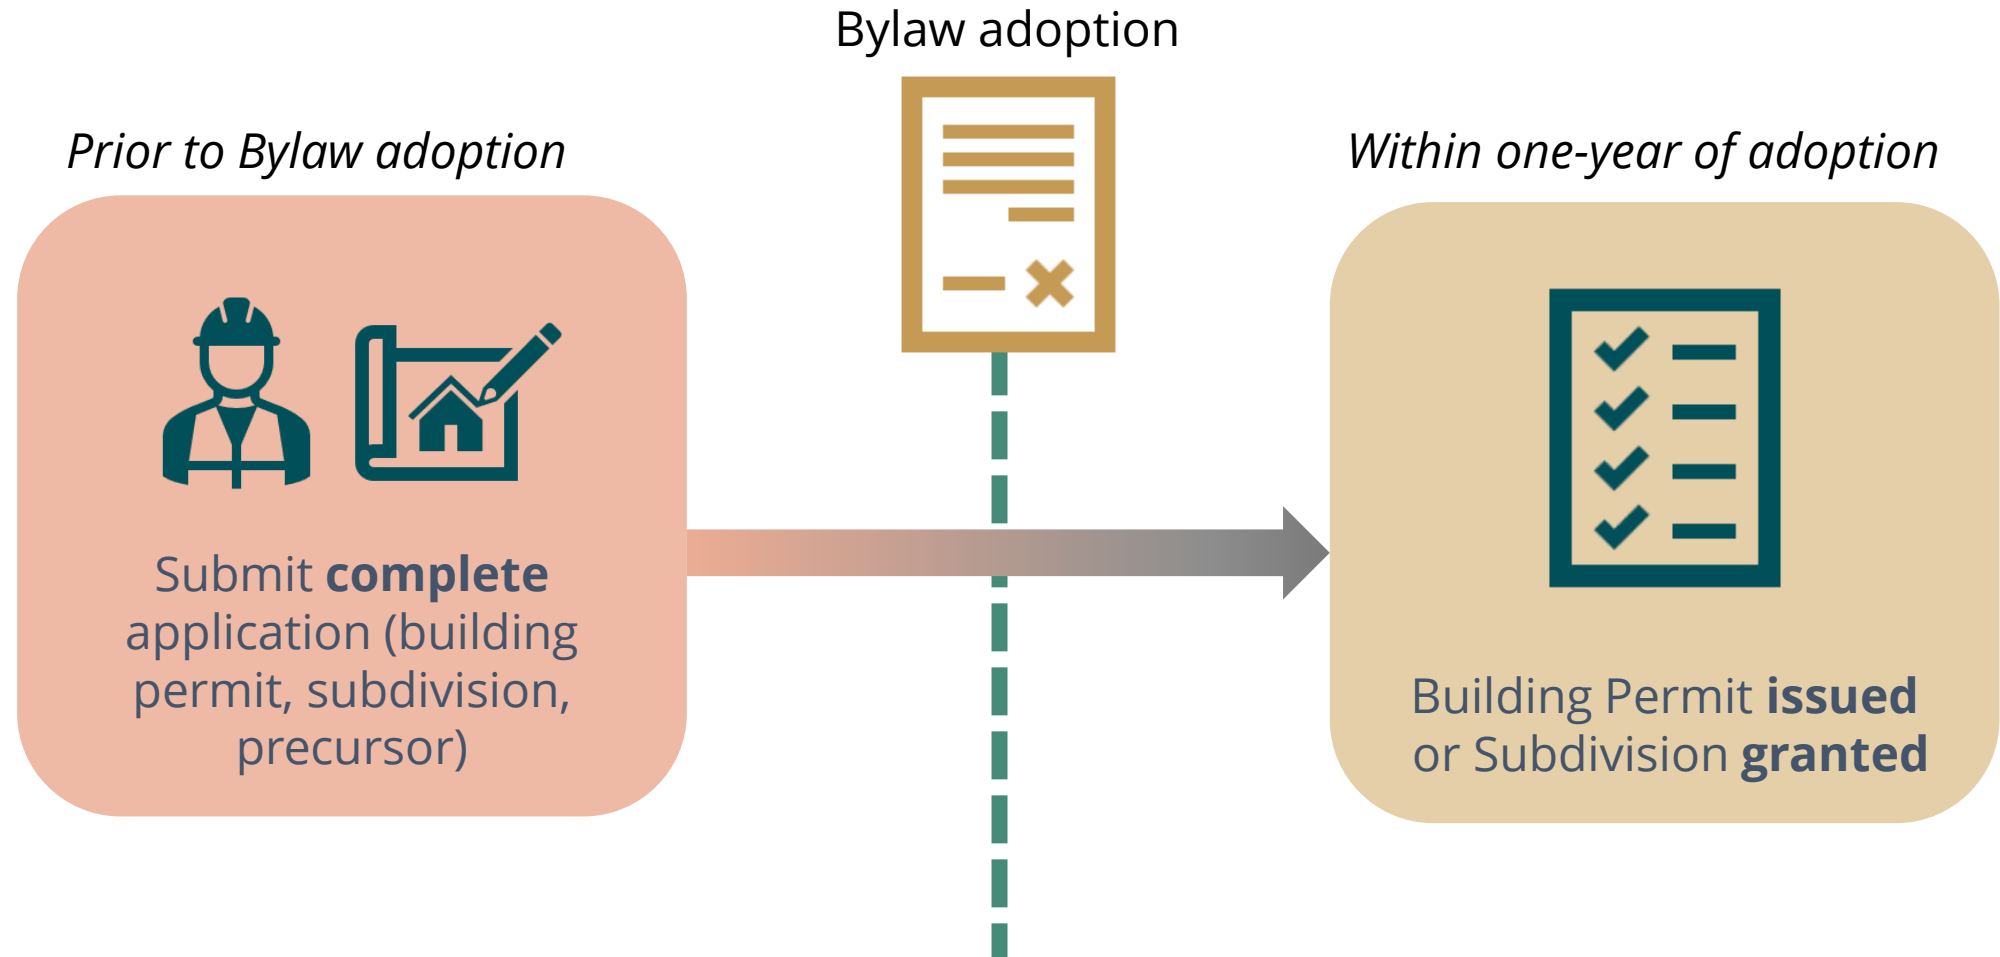 Bylaw adoption
Prior to Bylaw adoption
Submit complete
application (building
permit, subdivision,
precursor)
Within one-year of adoption
Building Permit issued
or Subdivision granted